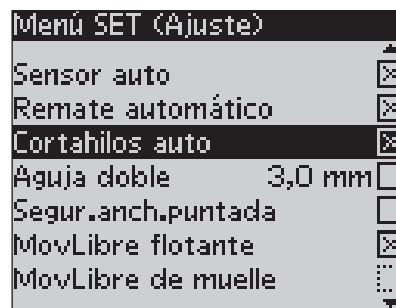 Menú SET (Ajuste)
Sensor auto
Remate automático
Cortahilos auto
Aguja doble 3,0 mm
Segur.anch.puntada
MovLibre flotante
MovLibre de muelle